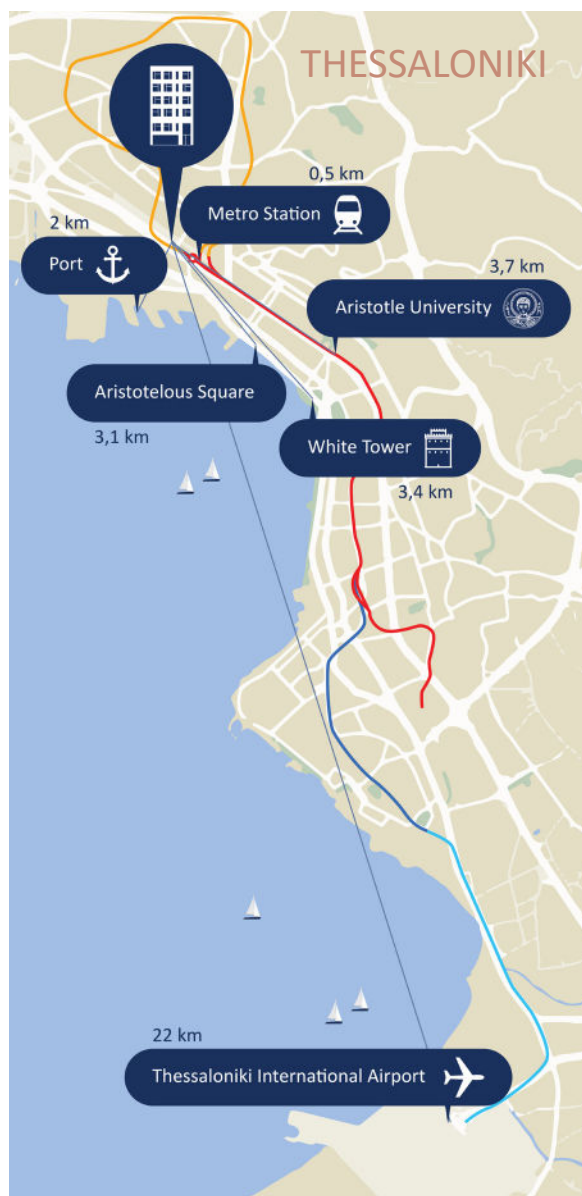 THESSALONIKI
0,5 km
Metro Station
2 km
Port
3,7 km
Aristotle University
Aristotelous Square
3,1 km
White Tower
3,4 km
22 km
Thessaloniki International Airport